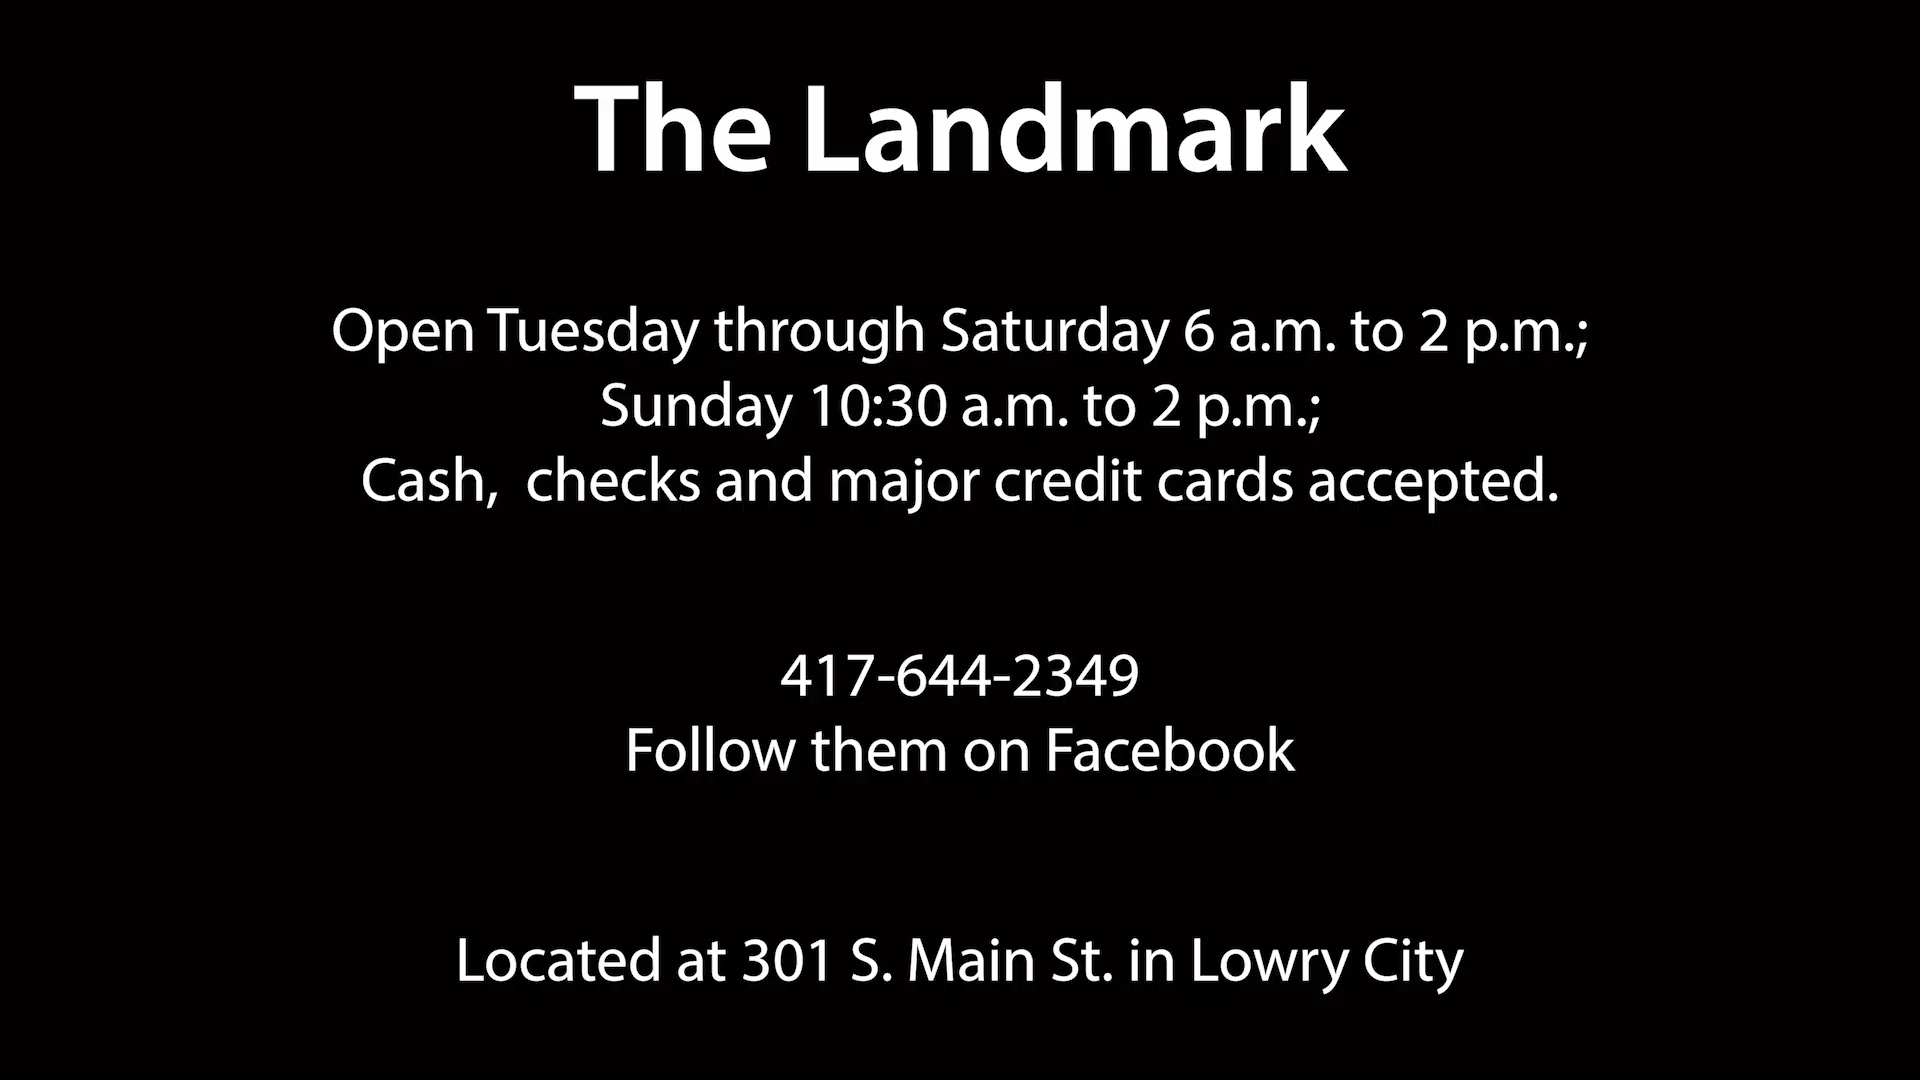 The Landmark
Open Tuesday through Saturday 6 a.m. to 2 p.m.;
Sunday 10:30 a.m. to 2 p.m.;
Cash,  checks and major credit cards accepted.
417-644-2349
Follow them on Facebook
Located at 301 S. Main St. in Lowry City